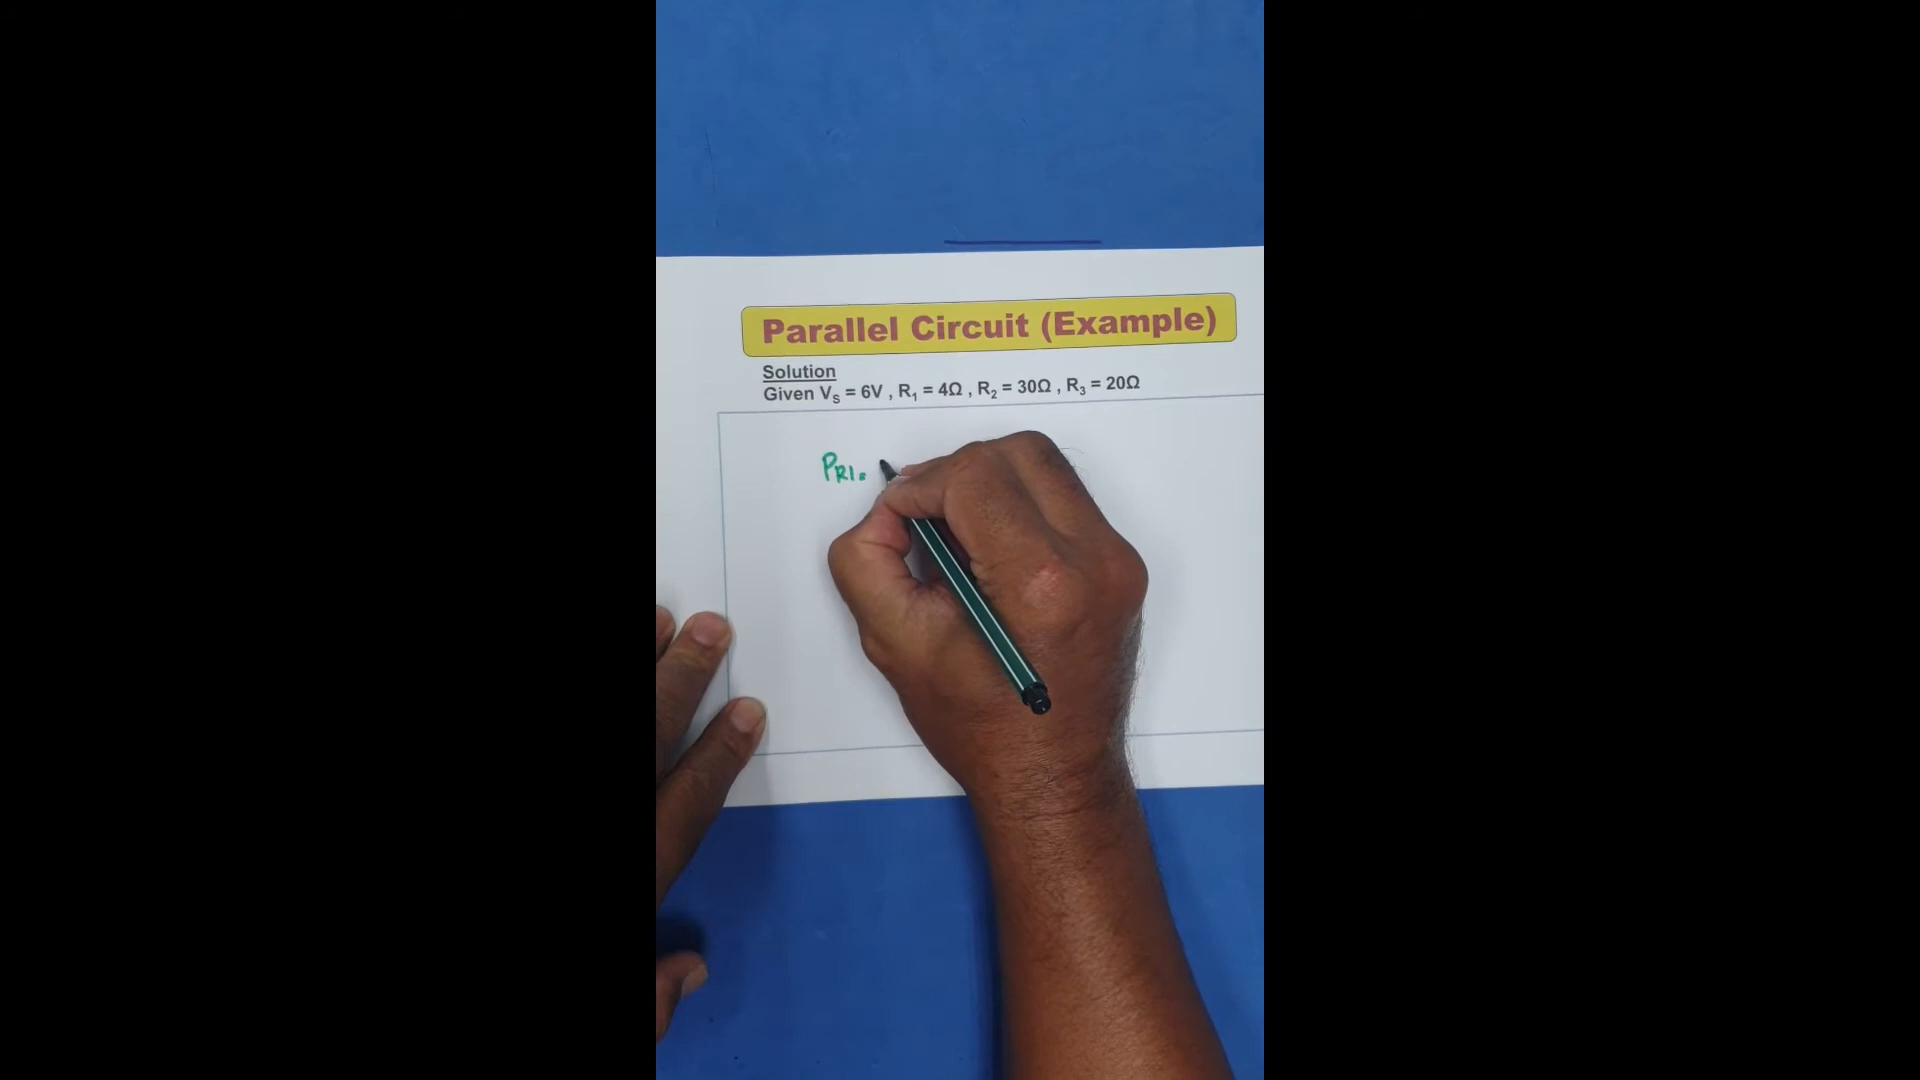 Parallel Circuit (Example)
Solution
Given Vₛ = 6V , R₁ = 4Ω , R₂ = 30Ω , R₃ = 20Ω
PR1=